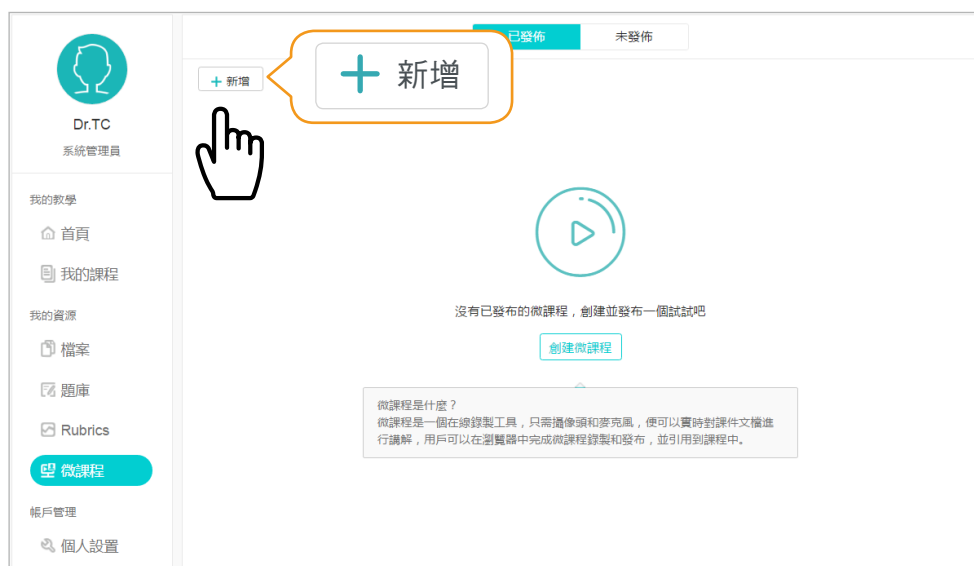 Dr.TC
系統管理員
我的教學
首頁
我的課程
我的資源
檔案
題庫
Rubrics
微課程
帳戶管理
個人設置
已發佈
未發佈
+ 新增
+ 新增
沒有已發布的微課程，創建並發布一個試試吧
創建微課程
微課程是什麼？
微課程是一個在線錄製工具，只需攝像頭和麥克風，便可以實時對課件文檔進
行講解，用戶可以在瀏覽器中完成微課程錄製和發布，並引用到課程中。